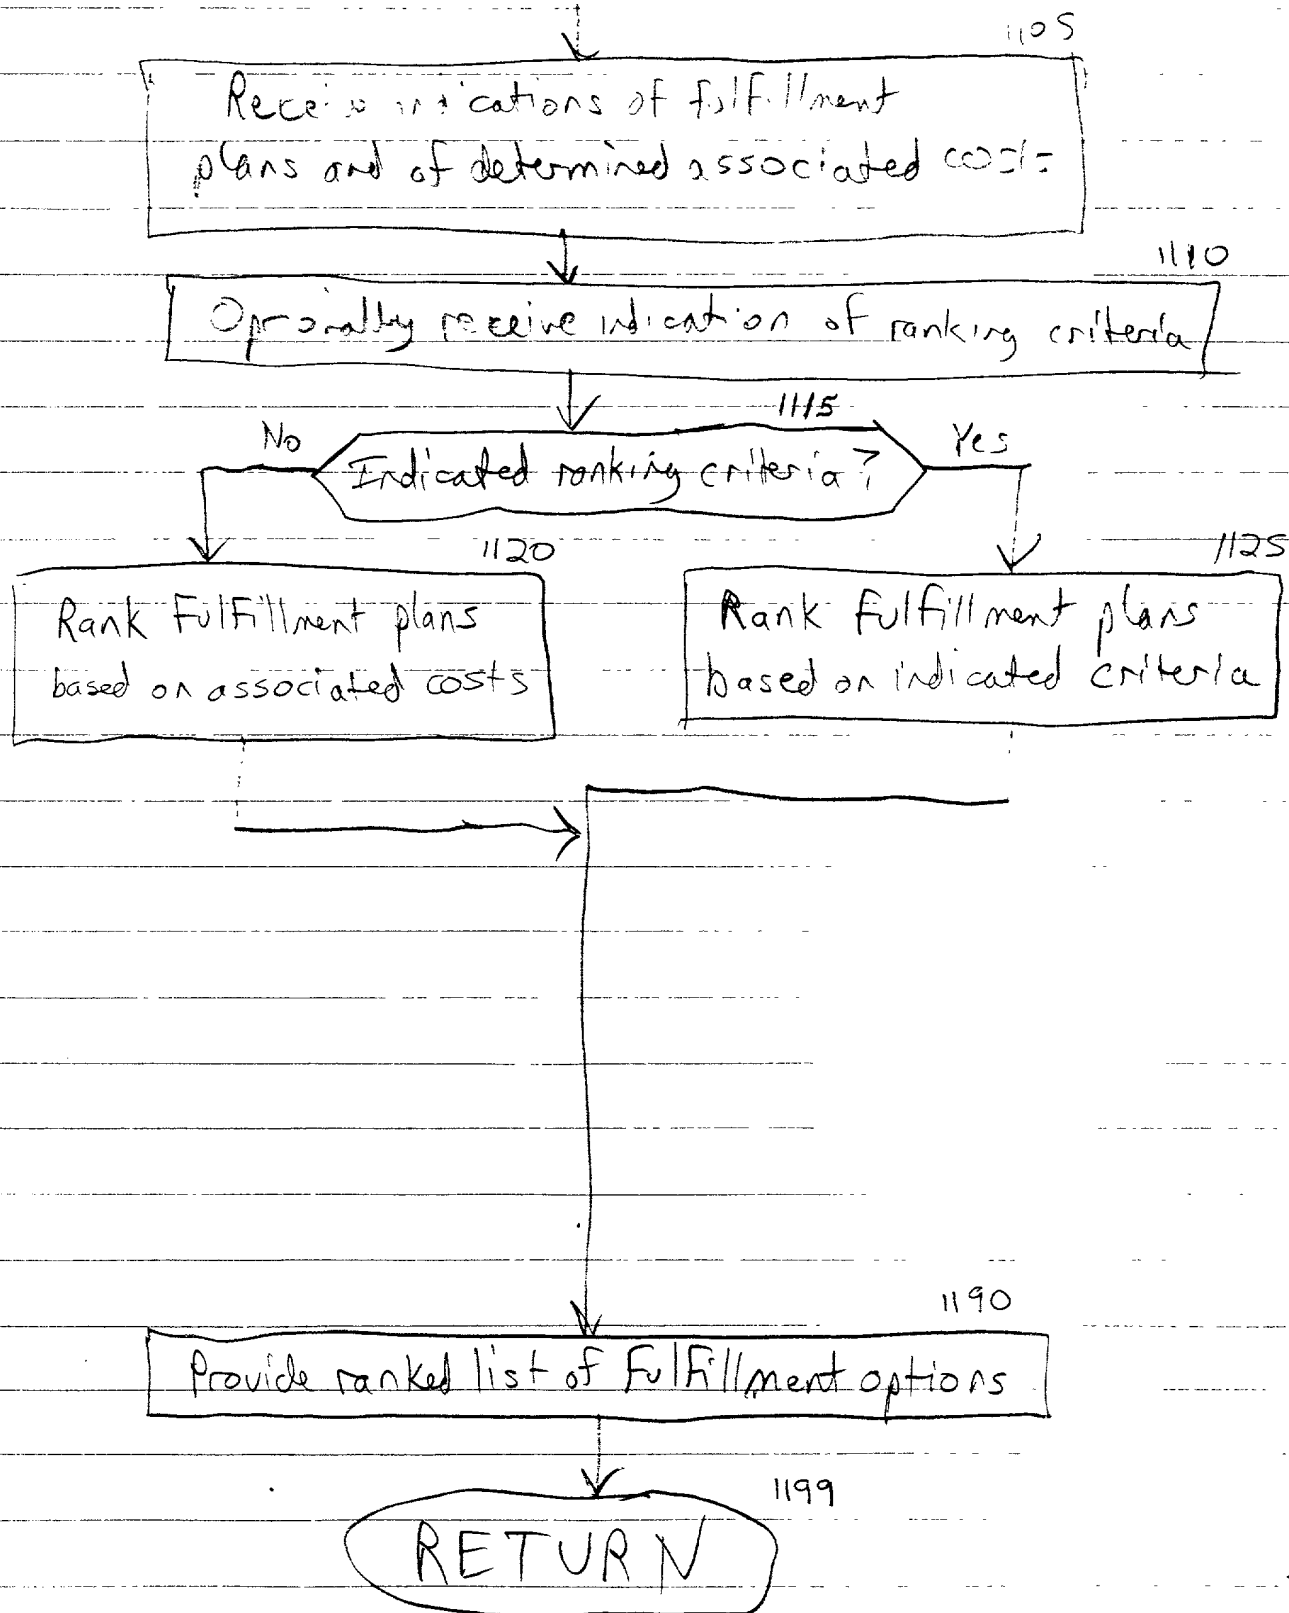 1105
Receive indications of fulfillment
plans and of determined associated costs
1110
Optionally receive indication of ranking criteria
1115
No
Yes
Indicated ranking criteria?
1120
1125
Rank Fulfillment plans
based on associated costs
Rank Fulfillment plans
based on indicated criteria
1190
Provide ranked list of Fulfillment options
1199
RETURN